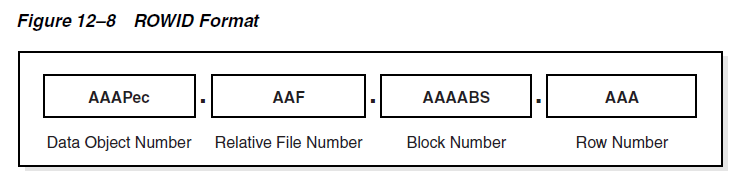 Figure 12–8 ROWID Format
AAAPec . AAF . AAAABS . AAA
Data Object Number Relative File Number Block Number Row Number